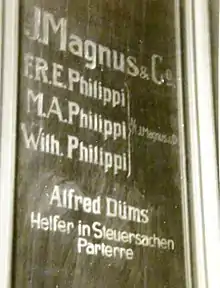 J. Magnus & Co.
F.R.E. Philippi
M.A. Philippi
Wilh. Philippi
Alfred Düms
Helfer in Steuersachen
Parterre